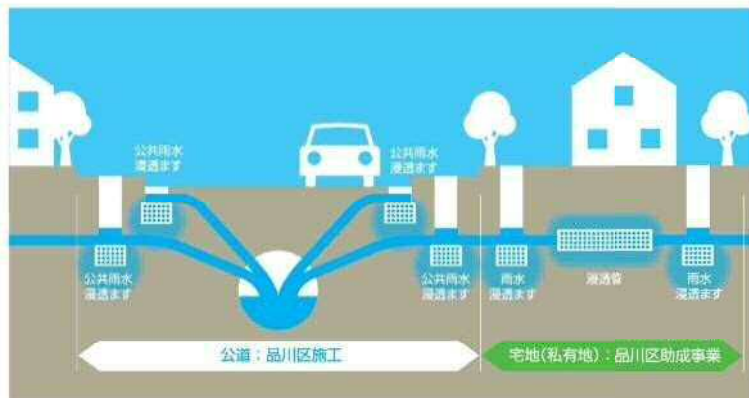 公共雨水
浸透ます
公共雨水
浸透ます
公共雨水
浸透ます
公共雨水
浸透ます
雨水
浸透ます
浸透管
雨水
浸透ます
公道：品川区施工
宅地(私有地)：品川区助成事業